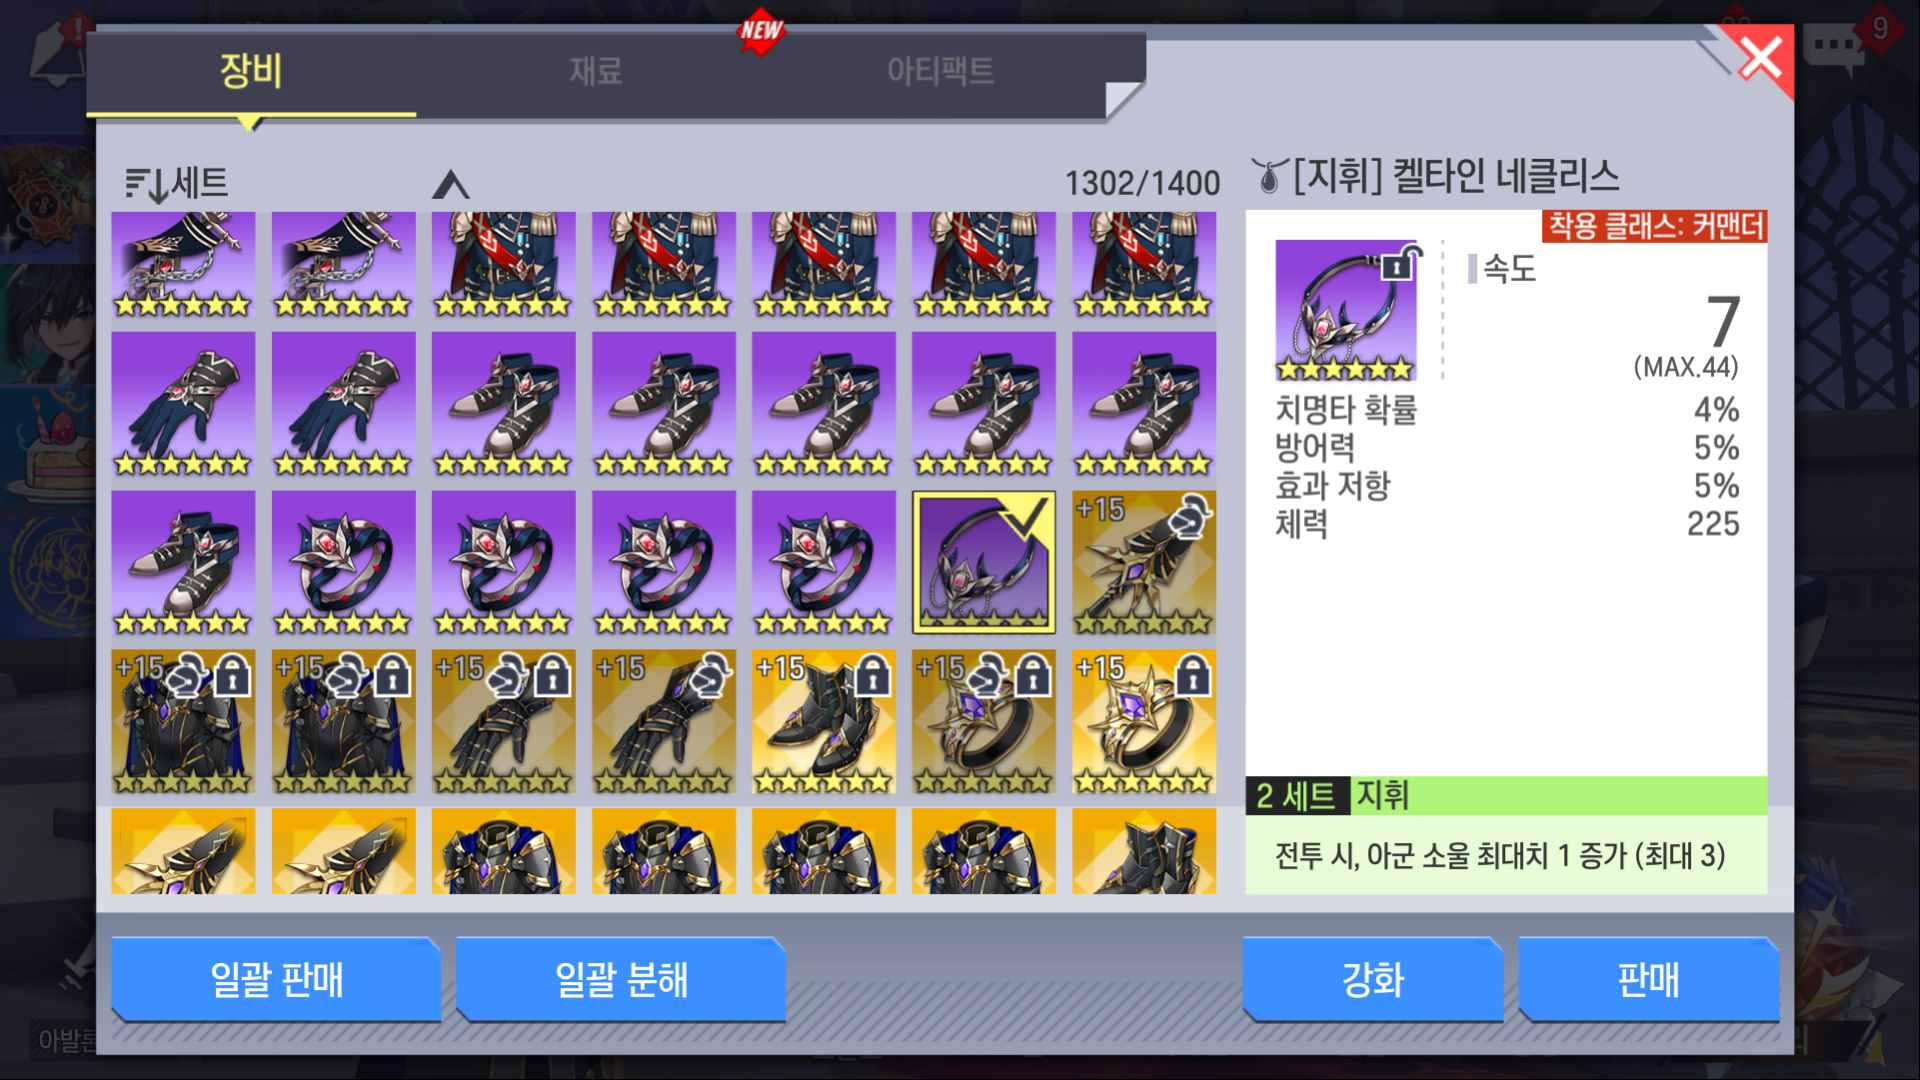 NEW
9
장비
재료
아티팩트
세트
1302/1400
[지휘] 켈타인 네클리스
착용 클래스: 커맨더
속도
7
(MAX.44)
치명타 확률 4%
방어력 5%
효과 저항 5%
체력 225
+15
+15
+15
+15
+15
+15
+15
+15
2 세트 지휘
전투 시, 아군 소울 최대치 1 증가 (최대 3)
일괄 판매
일괄 분해
강화
판매